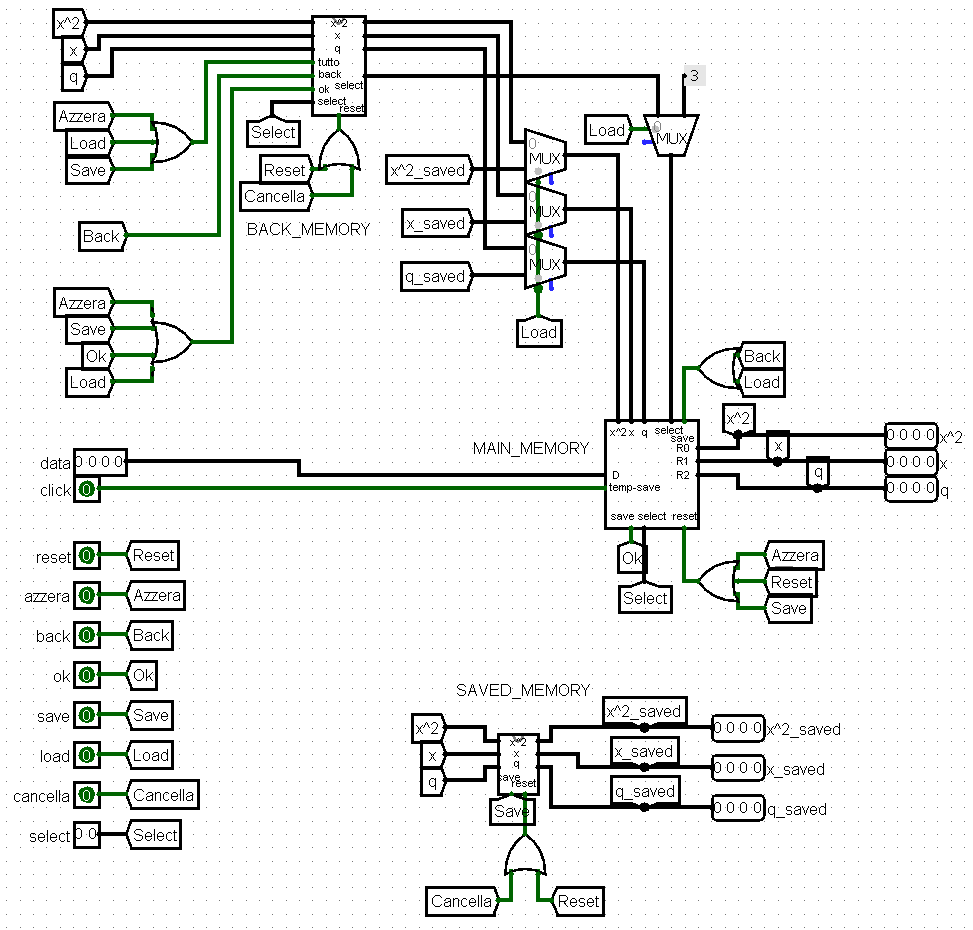 x^2
x
q
x^2
x
q
tutto
back
ok
select
select
reset
3
Azzera
Load
Save
Select
Load
0
MUX
Reset
Cancella
0
MUX
x^2_saved
BACK_MEMORY
Back
x_saved
MUX
0
q_saved
MUX
Azzera
Save
Ok
Load
Load
Back
Load
x^2
x^2 x q select
save
R0
R1
R2
MAIN_MEMORY
x
q
0 0 0 0 x^2
0 0 0 0 x
0 0 0 0 q
data 0 0 0 0
click 0
D
temp-save
save select reset
Ok
Select
Azzera
Reset
Save
reset 0 Reset
azzera 0 Azzera
back 0 Back
ok 0 Ok
save 0 Save
load 0 Load
cancella 0 Cancella
select 0 0 Select
SAVED_MEMORY
x^2
x
q
x^2
x
q
save
reset
x^2_saved
x_saved
q_saved
0 0 0 0 x^2_saved
0 0 0 0 x_saved
0 0 0 0 q_saved
Save
Cancella
Reset